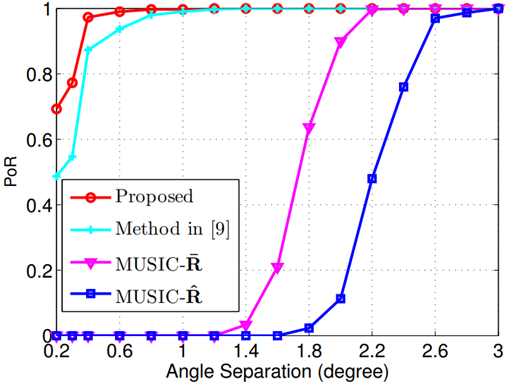 1
0.8
0.6
0.4
0.2
0
PoR
Proposed
Method in [9]
MUSIC-R̄
MUSIC-R̂
0.2 0.6 1 1.4 1.8 2.2 2.6 3
Angle Separation (degree)